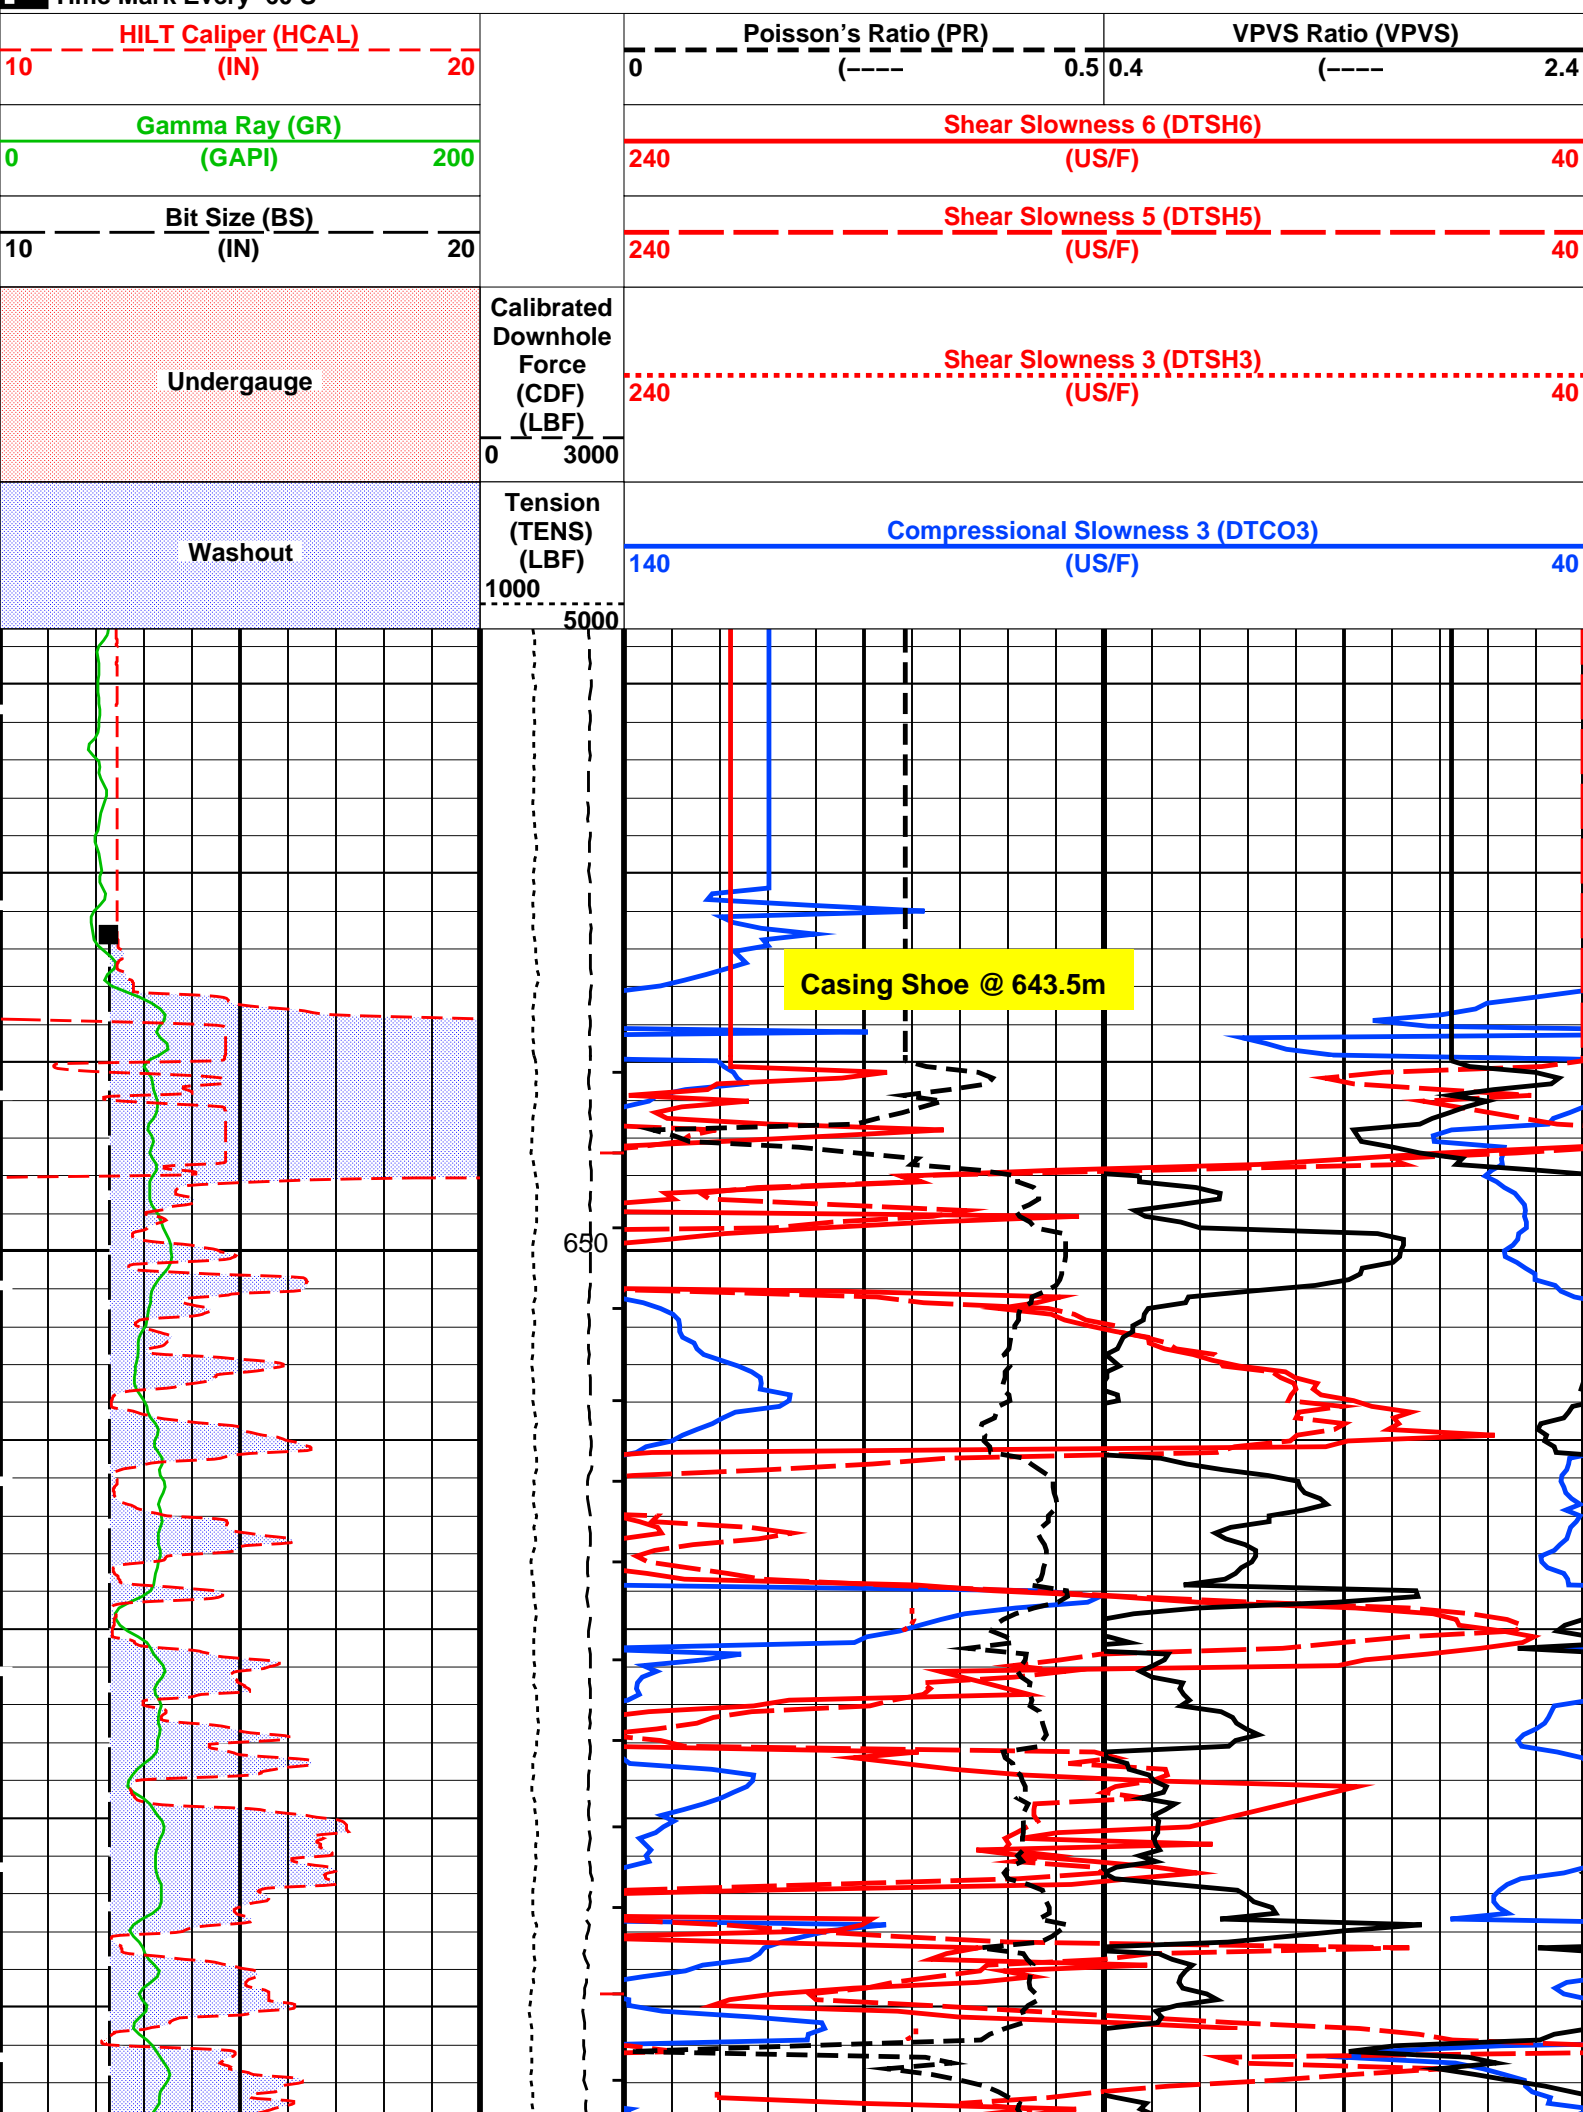 Time Mark Every 60 S
HILT Caliper (HCAL)
10 (IN) 20
Gamma Ray (GR)
0 (GAPI) 200
Bit Size (BS)
10 (IN) 20
Undergauge
Washout
Calibrated
Downhole
Force
(CDF)
(LBF)
0 3000
Tension
(TENS)
(LBF)
1000
5000
Poisson's Ratio (PR)
0 (---- 0.5
VPVS Ratio (VPVS)
0.4 (---- 2.4
Shear Slowness 6 (DTSH6)
240 (US/F) 40
Shear Slowness 5 (DTSH5)
240 (US/F) 40
Shear Slowness 3 (DTSH3)
240 (US/F) 40
Compressional Slowness 3 (DTCO3)
140 (US/F) 40
Casing Shoe @ 643.5m
650